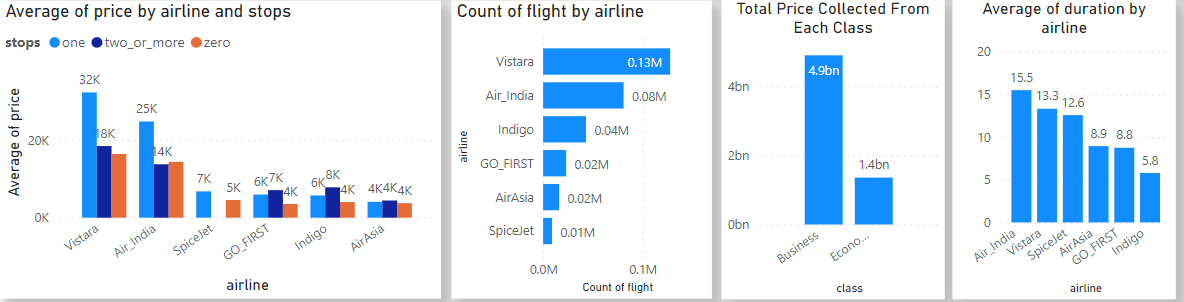 Average of price by airline and stops
stops one two_or_more zero
Average of price
20K
0K
32K
18K
25K
14K
7K
5K
6K
7K
4K
6K
8K
4K
4K
4K
4K
Vistara
Air_India
SpiceJet
GO_FIRST
Indigo
AirAsia
airline
Count of flight by airline
airline
Vistara 0.13M
Air_India 0.08M
Indigo 0.04M
GO_FIRST 0.02M
AirAsia 0.02M
SpiceJet 0.01M
0.0M 0.1M
Count of flight
Total Price Collected From
Each Class
4bn
2bn
0bn
4.9bn
1.4bn
Business
Econo...
class
Average of duration by
airline
20
15
10
5
0
15.5
13.3
12.6
8.9
8.8
5.8
Air_India
Vistara
SpiceJet
AirAsia
GO_FIRST
Indigo
airline